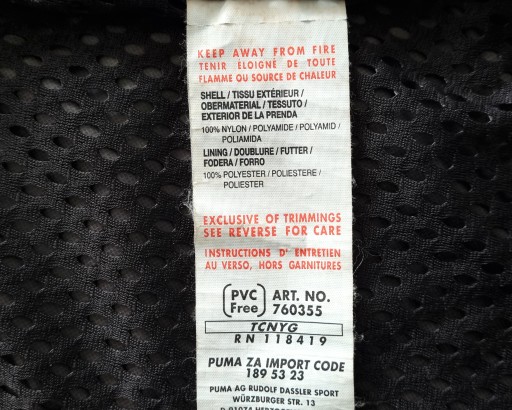 KEEP AWAY FROM FIRE
TENIR ÉLOIGNÉ DE TOUTE
FLAMME OU SOURCE DE CHALEUR
SHELL / TISSU EXTÉRIEUR /
OBERMATERIAL / TESSUTO /
EXTERIOR DE LA PRENDA
100% NYLON / POLYAMIDE / POLYAMID /
POLIAMIDA
LINING / DOUBLURE / FUTTER /
FODERA / FORRO
100% POLYESTER / POLIESTERE /
POLIESTER
EXCLUSIVE OF TRIMMINGS
SEE REVERSE FOR CARE
INSTRUCTIONS D' ENTRETIEN
AU VERSO, HORS GARNITURES
PVC Free ART. NO. 760355
TCNYG
RN 118419
PUMA ZA IMPORT CODE
189 53 23
PUMA AG RUDOLF DASSLER SPORT
WÜRZBURGER STR. 13